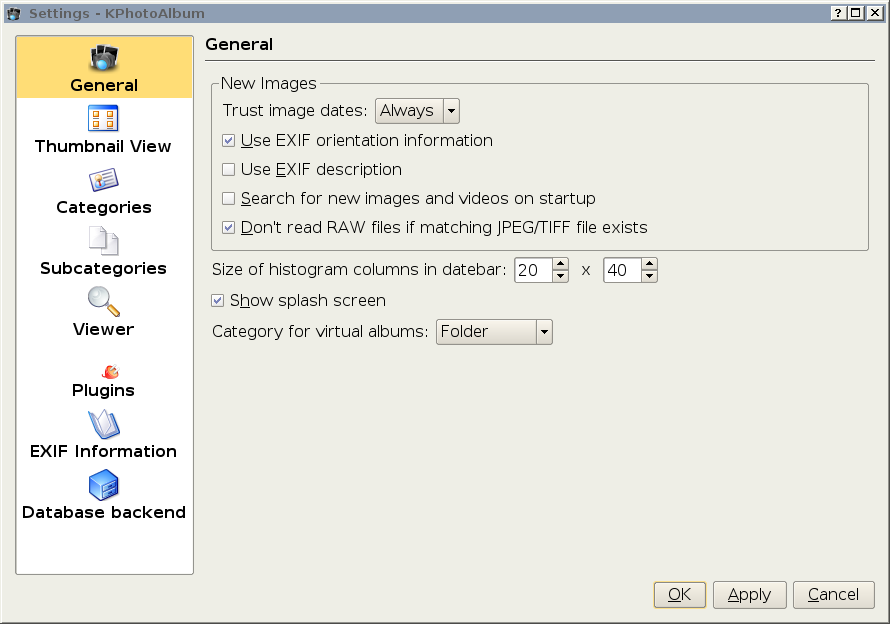 Settings - KPhotoAlbum
General
Thumbnail View
Categories
Subcategories
Viewer
Plugins
EXIF Information
Database backend
General
New Images
Trust image dates: Always
Use EXIF orientation information
Use EXIF description
Search for new images and videos on startup
Don't read RAW files if matching JPEG/TIFF file exists
Size of histogram columns in datebar: 20 x 40
Show splash screen
Category for virtual albums: Folder
OK Apply Cancel